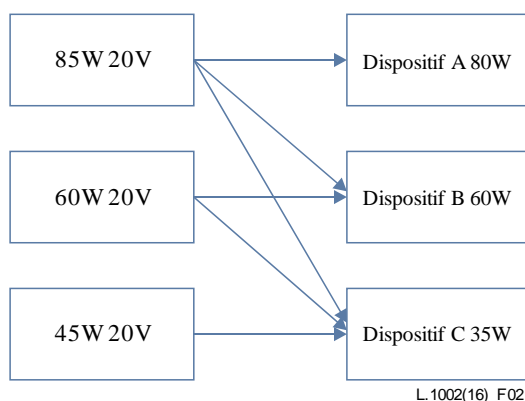 85W 20V
Dispositif A 80W
60W 20V
Dispositif B 60W
45W 20V
Dispositif C 35W
L.1002(16)_F02